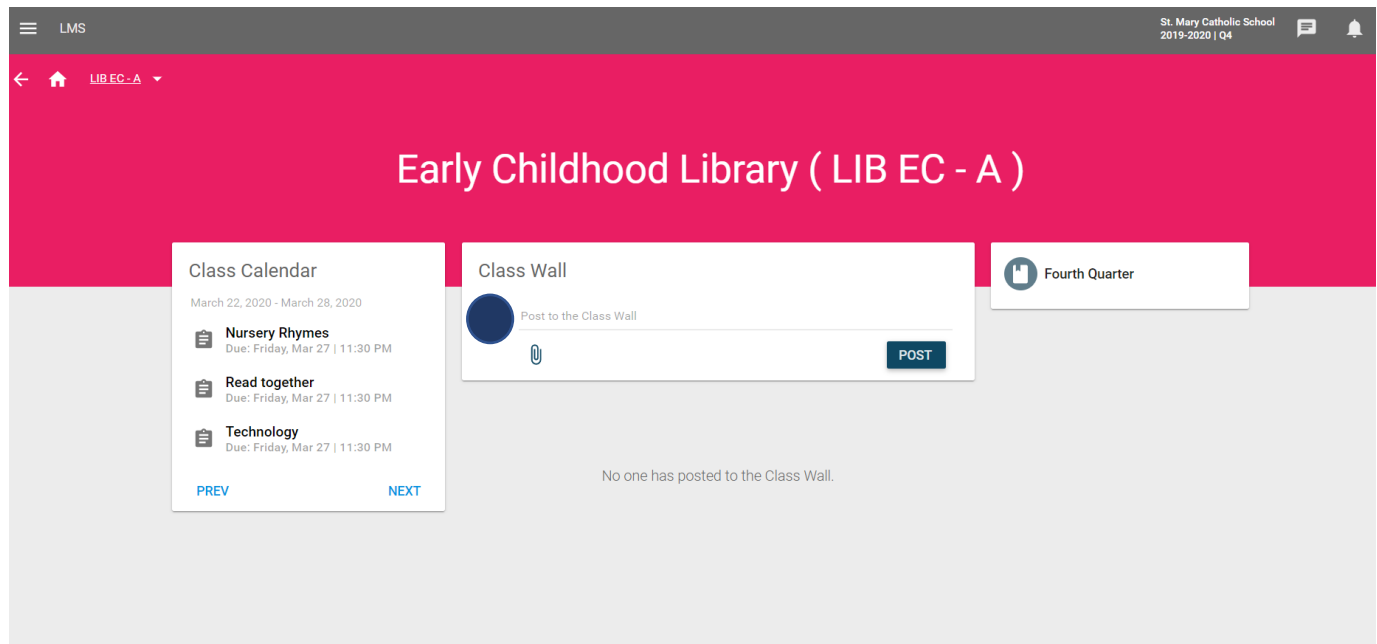 LMS
St. Mary Catholic School
2019-2020 | Q4
LIB EC - A
Early Childhood Library ( LIB EC - A )
Class Calendar
March 22, 2020 - March 28, 2020
Nursery Rhymes
Due: Friday, Mar 27 | 11:30 PM
Read together
Due: Friday, Mar 27 | 11:30 PM
Technology
Due: Friday, Mar 27 | 11:30 PM
PREV NEXT
Class Wall
Post to the Class Wall
POST
No one has posted to the Class Wall.
Fourth Quarter